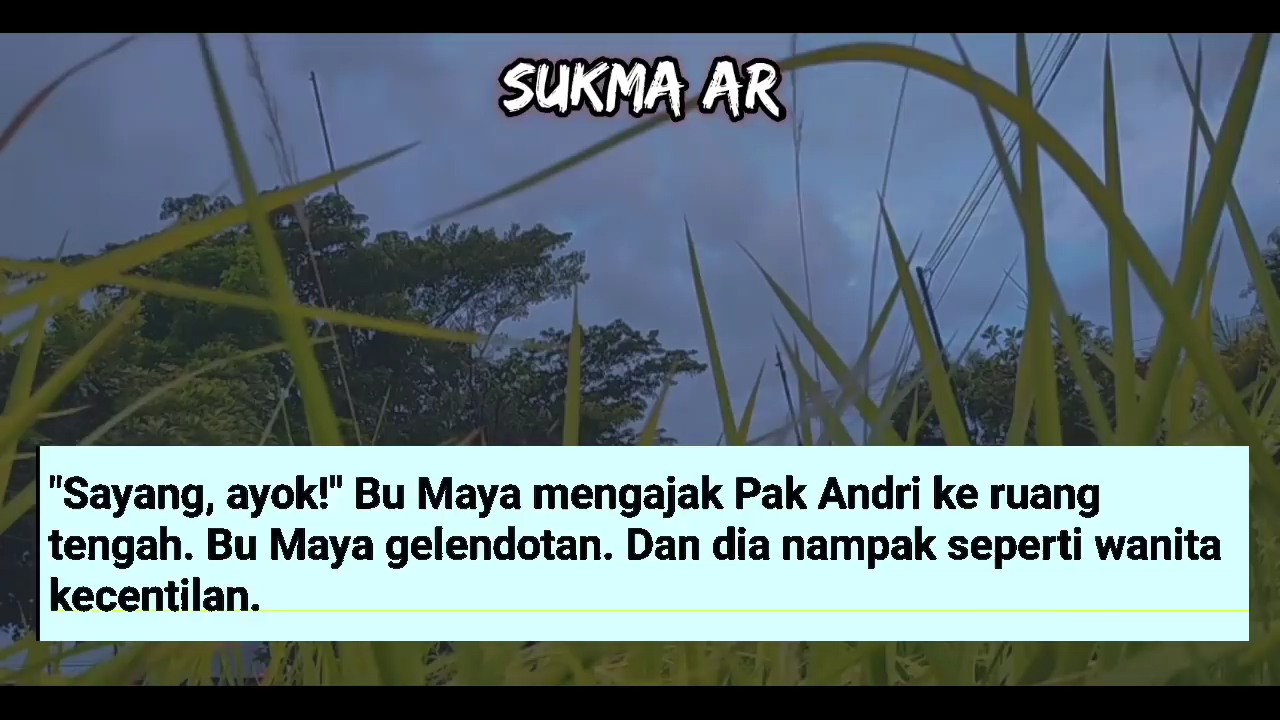 SUKMA AR
"Sayang, ayok!" Bu Maya mengajak Pak Andri ke ruang
tengah. Bu Maya gelendotan. Dan dia nampak seperti wanita
kecentilan.